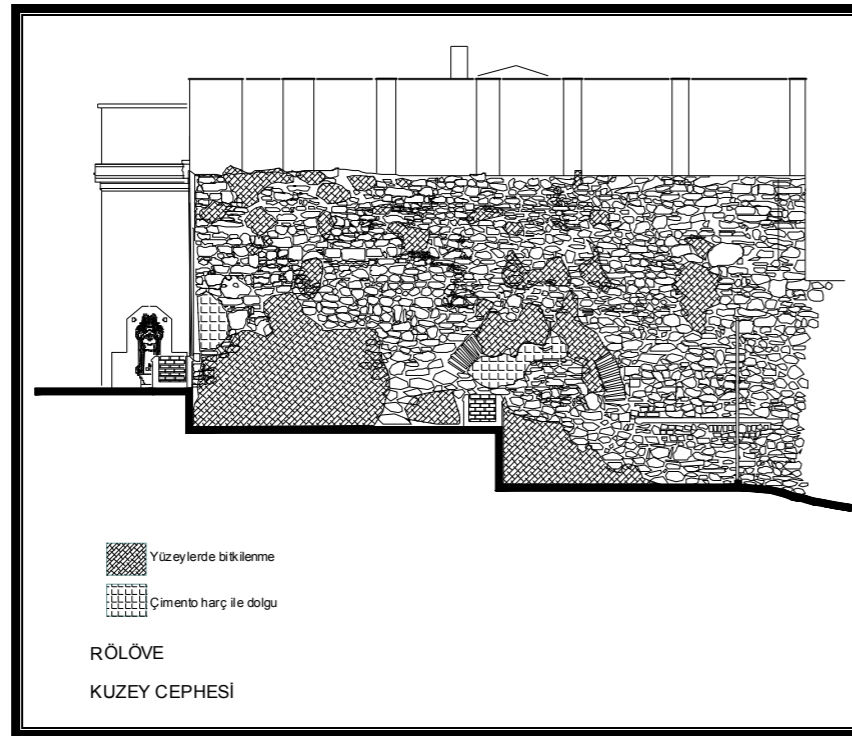 Yüzeylerde bitkilenme
Çimento harç ile dolgu
RÖLÖVE
KUZEY CEPHESİ